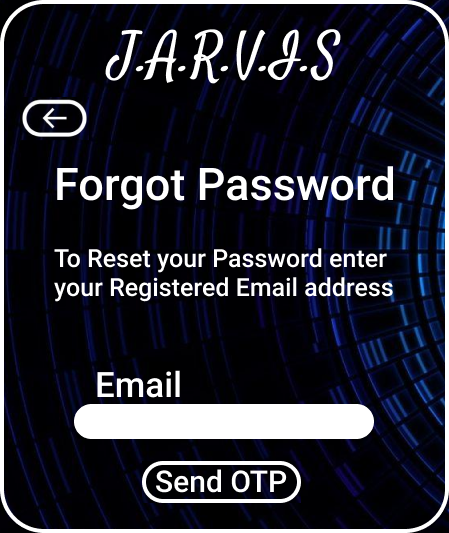 J.A.R.V.I.S
Forgot Password
To Reset your Password enter
your Registered Email address
Email
Send OTP